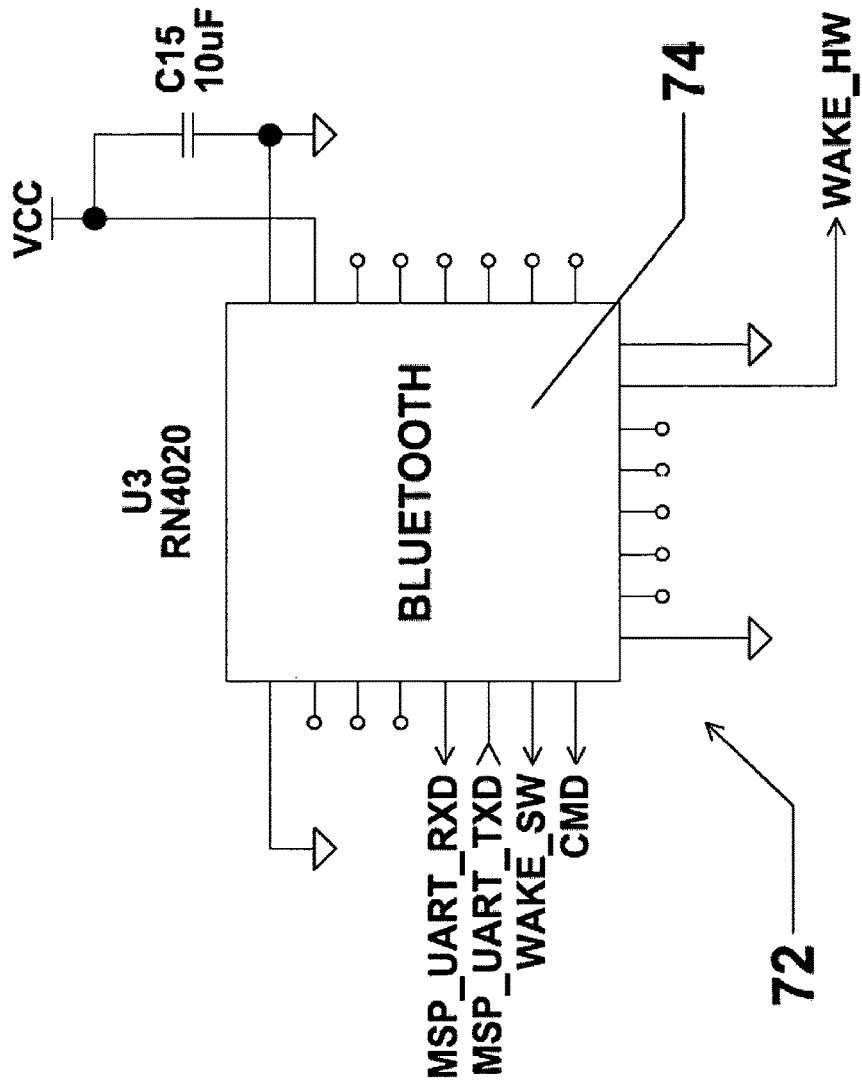 VCC
C15
10uF
U3
RN4020
BLUETOOTH
74
MSP_UART_RXD
MSP_UART_TXD
WAKE_SW
CMD
WAKE_HW
72